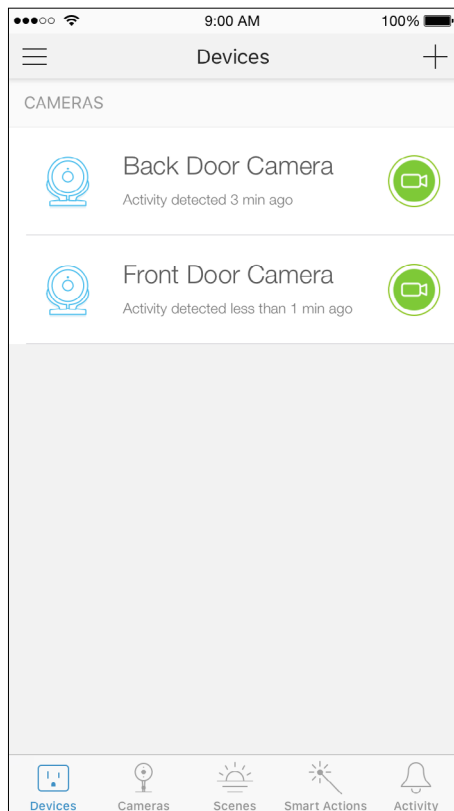 9:00 AM 100%
Devices
CAMERAS
Back Door Camera
Activity detected 3 min ago
Front Door Camera
Activity detected less than 1 min ago
Devices Cameras Scenes Smart Actions Activity